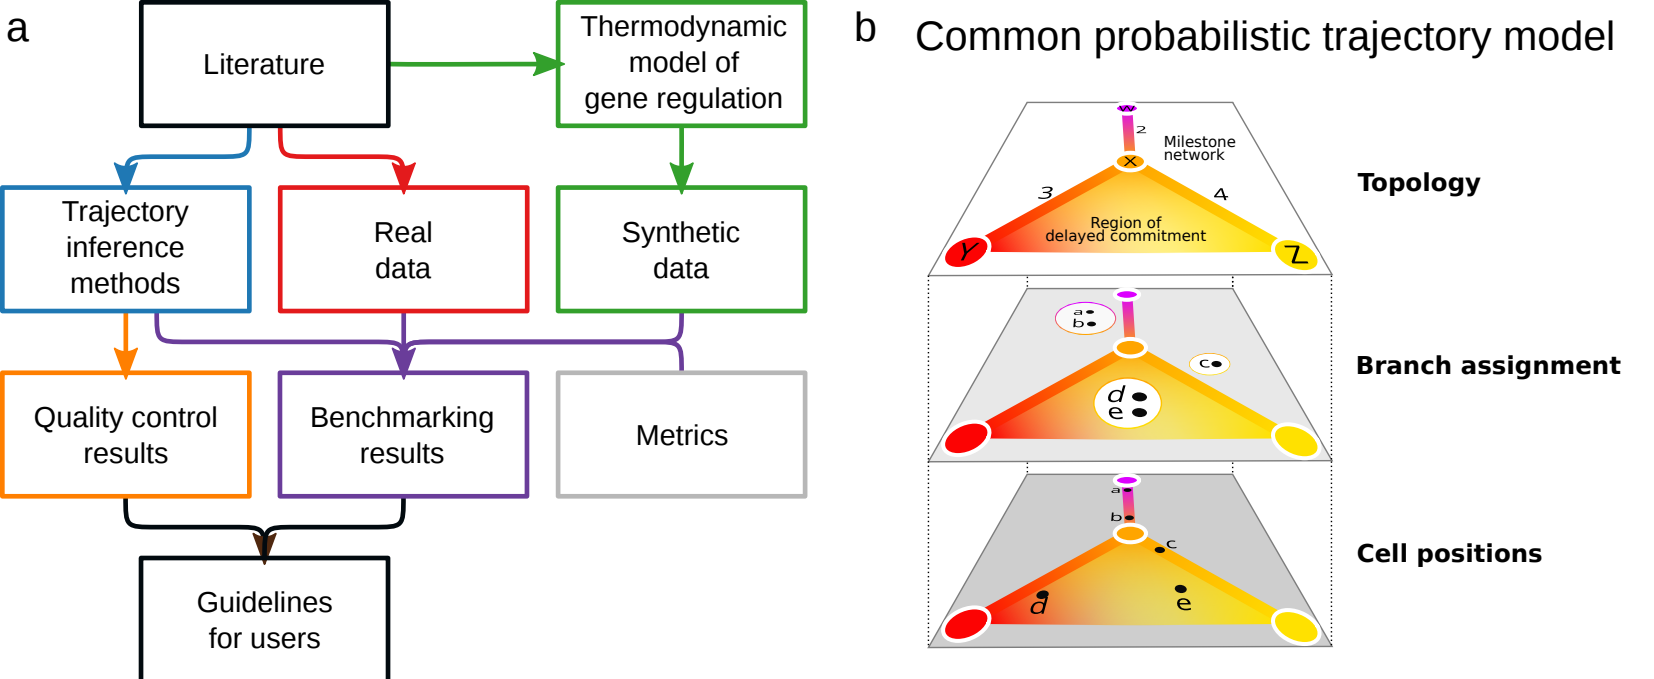 a
Literature
Thermodynamic
model of
gene regulation
Trajectory
inference
methods
Real
data
Synthetic
data
Quality control
results
Benchmarking
results
Metrics
Guidelines
for users
b
Common probabilistic trajectory model
W
2
Milestone
network
X
3
4
Region of
delayed commitment
Y
Z
Topology
a
b
c
d
e
Branch assignment
a
b
c
d
e
Cell positions